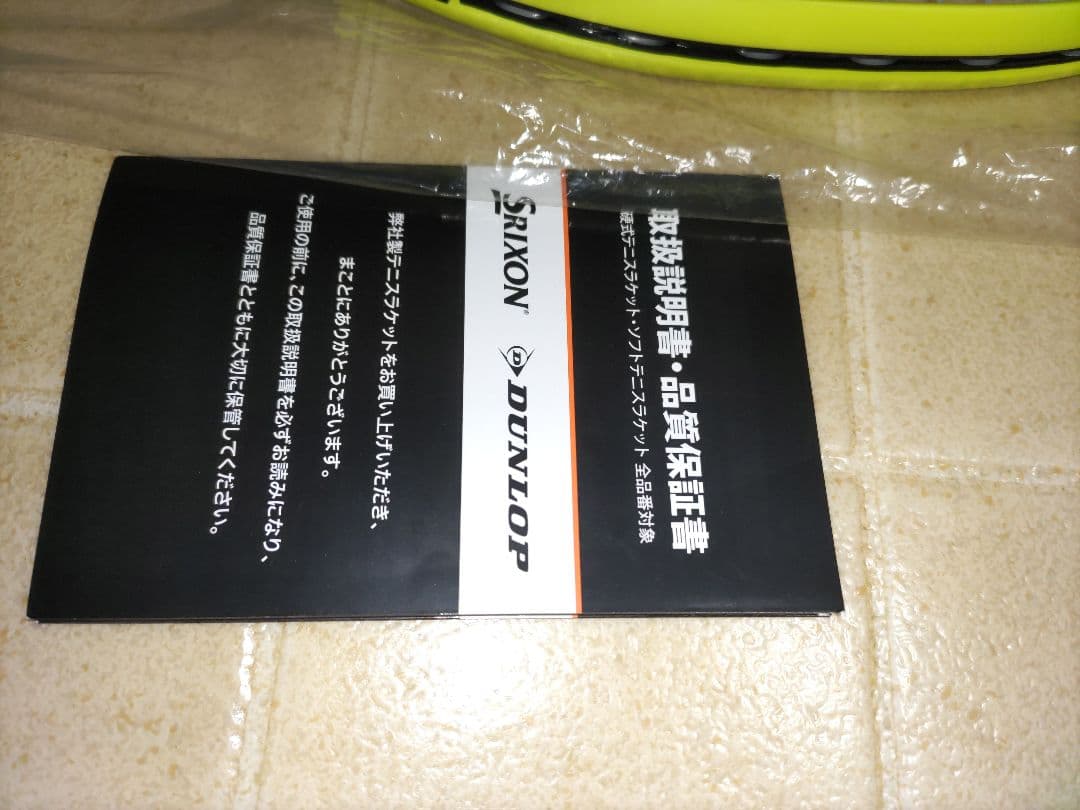 取扱説明書・品質保証書
硬式テニスラケット・ソフトテニスラケット 全品番対象
SRIXON® DUNLOP
弊社製テニスラケットをお買い上げいただき、
まことにありがとうございます。
ご使用の前に、この取扱説明書を必ずお読みになり、
品質保証書とともに大切に保管してください。